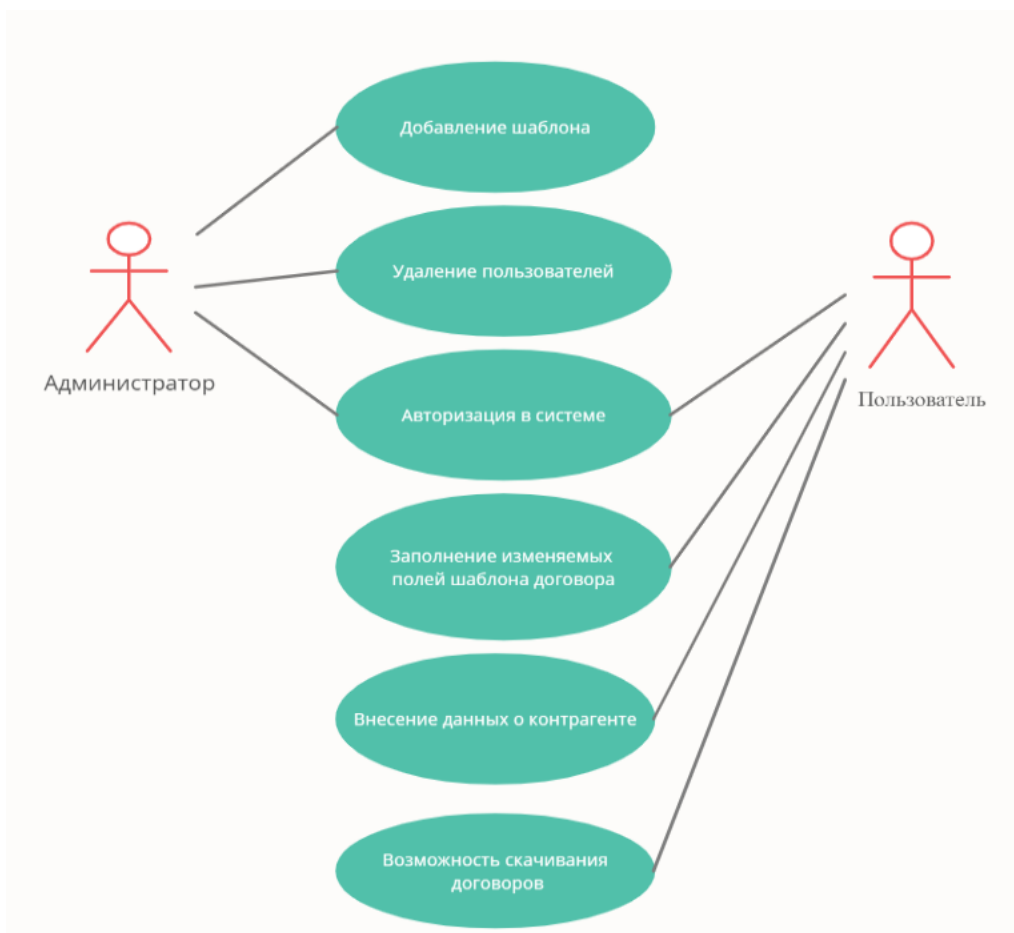 Добавление шаблона
Удаление пользователей
Администратор
Пользователь
Авторизация в системе
Заполнение изменяемых
полей шаблона договора
Внесение данных о контрагенте
Возможность скачивания
договоров